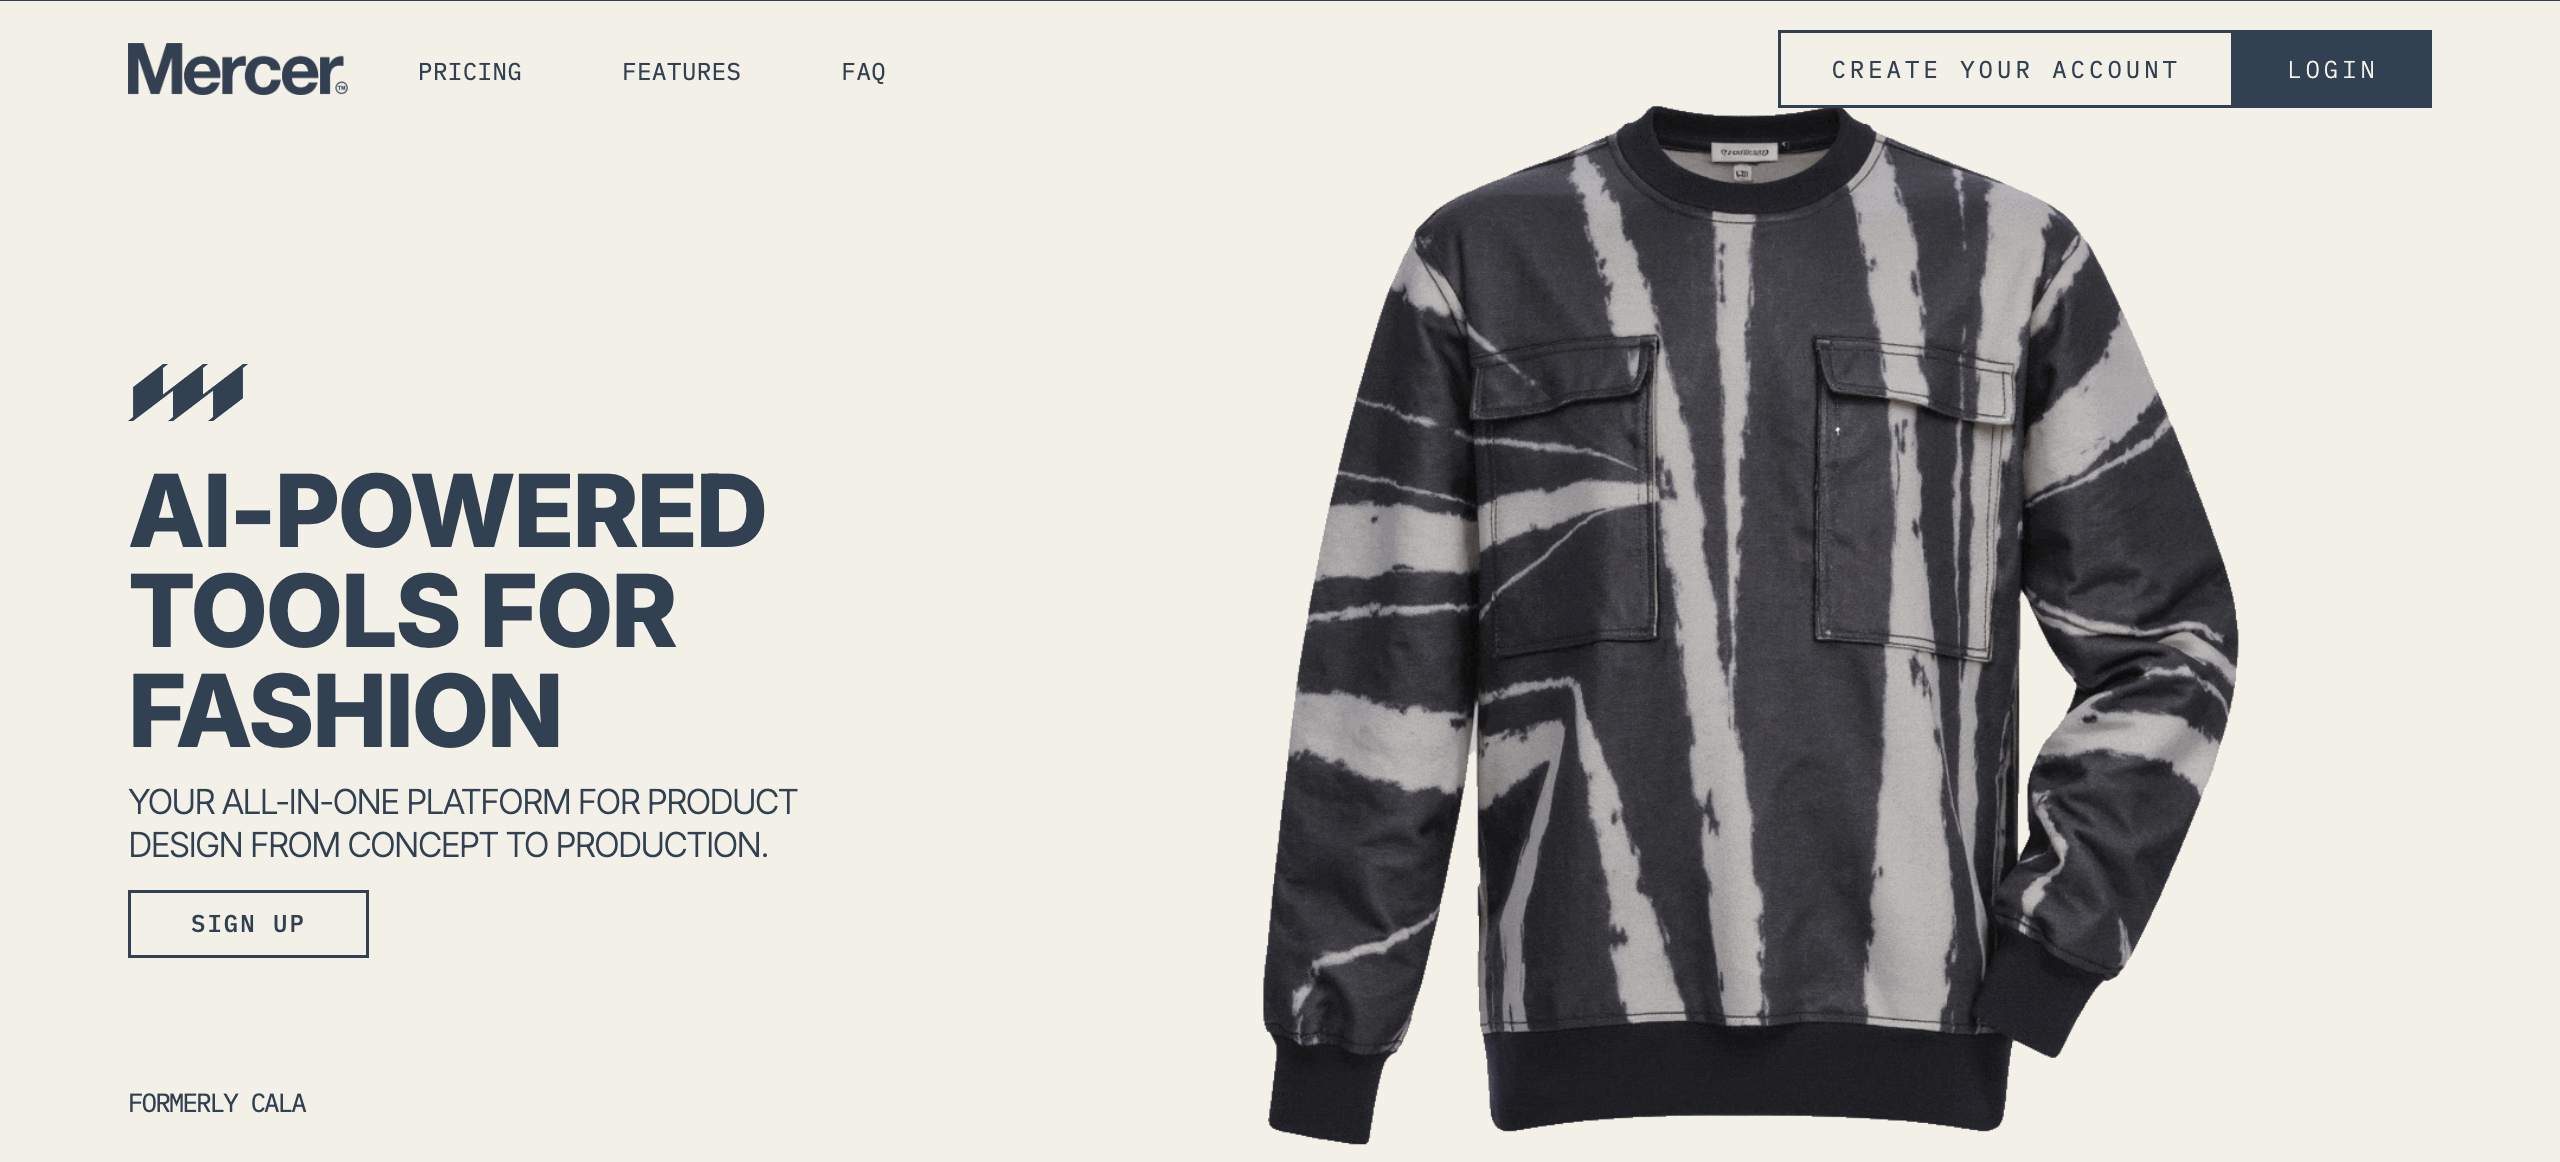 Mercer™
PRICING
FEATURES
FAQ
CREATE YOUR ACCOUNT
LOGIN
AI-POWERED
TOOLS FOR
FASHION
YOUR ALL-IN-ONE PLATFORM FOR PRODUCT
DESIGN FROM CONCEPT TO PRODUCTION.
SIGN UP
FORMERLY CALA